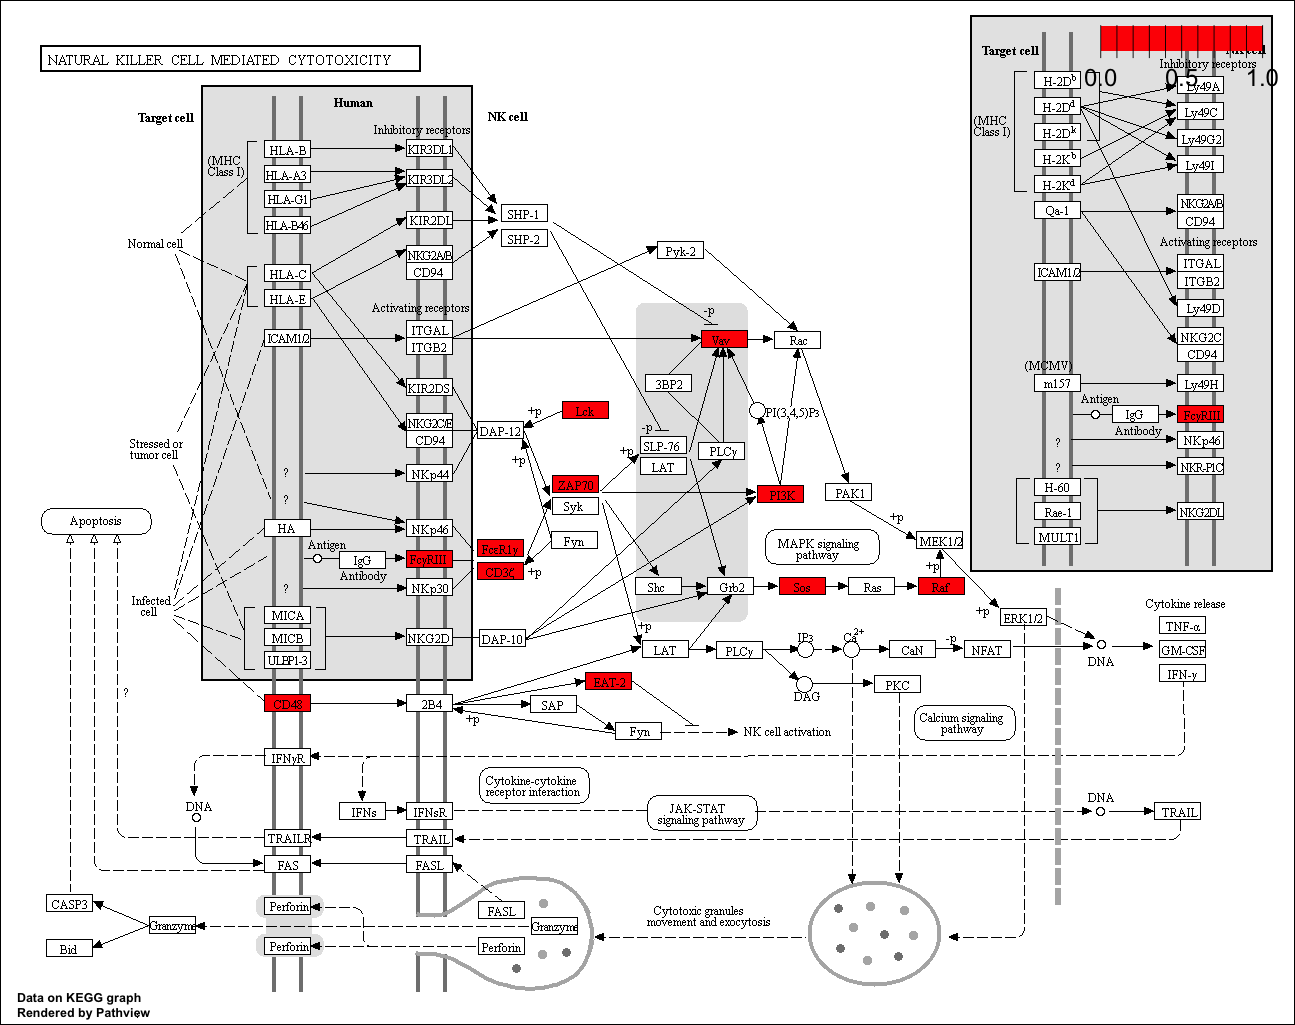 NATURAL KILLER CELL MEDIATED CYTOTOXICITY
Human
Target cell
NK cell
Inhibitory receptors
(MHC
Class I)
HLA-B
HLA-A3
HLA-G1
HLA-B46
KIR3DL1
KIR3DL2
KIR2DL
NKG2A/B
CD94
SHP-1
SHP-2
Normal cell
HLA-C
HLA-E
Activating receptors
ICAM1/2
ITGAL
ITGB2
KIR2DS
NKG2C/E
CD94
DAP-12
Stressed or
tumor cell
?
NKp44
?
HA
NKp46
Antigen
IgG
Antibody
FcγRIII
?
NKp30
Infected
cell
MICA
MICB
ULBP1-3
NKG2D
DAP-10
CD48
2B4
Pyk-2
-p
Vav
Rac
3BP2
PI(3,4,5)P3
+p
Lck
-p
SLP-76
LAT
PLCγ
+p
+p
ZAP70
Syk
Fyn
FcεR1γ
CD3ζ
+p
PI3K
PAK1
+p
MAPK signaling
pathway
MEK1/2
+p
Shc
Grb2
Sos
Ras
Raf
+p
ERK1/2
+p
LAT
PLCγ
IP3
Ca2+
CaN
-p
NFAT
DNA
DAG
PKC
EAT-2
SAP
+p
Fyn
NK cell activation
Calcium signaling
pathway
Cytokine release
TNF-α
GM-CSF
IFN-γ
Apoptosis
?
IFNγR
DNA
IFNs
IFNsR
Cytokine-cytokine
receptor interaction
JAK-STAT
signaling pathway
DNA
TRAIL
TRAILR
TRAIL
FAS
FASL
CASP3
Bid
Granzyme
Perforin
Perforin
FASL
Granzyme
Perforin
Cytotoxic granules
movement and exocytosis
Target cell
0.0
0.5
1.0
Inhibitory receptors
(MHC
Class I)
H-2Db
H-2Dd
H-2Dk
H-2Kb
H-2Kd
Qa-1
Ly49A
Ly49C
Ly49G2
Ly49I
NKG2A/B
CD94
Activating receptors
ICAM1/2
ITGAL
ITGB2
Ly49D
NKG2C
CD94
(MCMV)
m157
Ly49H
Antigen
IgG
Antibody
FcγRIII
?
NKp46
?
NKR-P1C
H-60
Rae-1
MULT1
NKG2DL
Data on KEGG graph
Rendered by Pathview